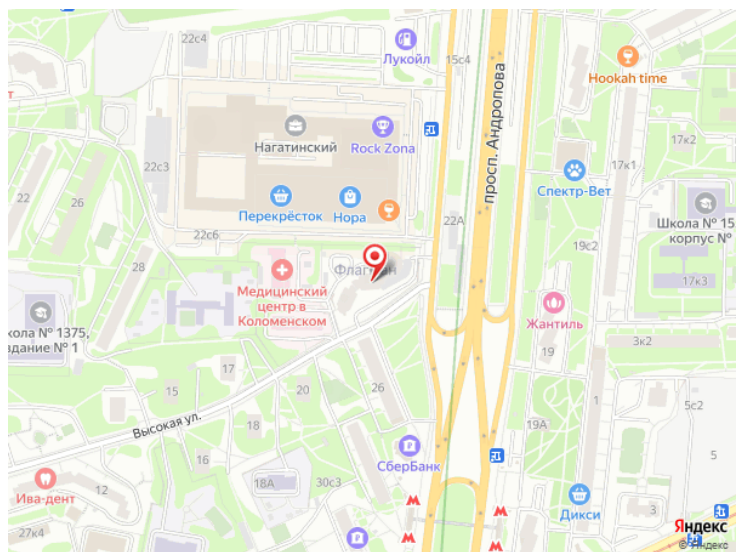 22с4
Лукойл
15с4
Hookah time
просп. Андропова
Нагатинский
Rock Zona
17к2
17к1
22с3
Спектр-Вет
22
26
Перекрёсток
Нора
22А
Школа № 15
корпус №
22с6
19с2
28
Медицинский
центр в
Коломенском
17к3
Жантиль
кола № 1375,
здание № 1
3к2
19
17
15
20
26
1
5с2
Высокая ул.
18
19А
16
СберБанк
5
18А
30с3
Ива-дент
12
Дикси
3
27к4
Яндекс
© Яндекс